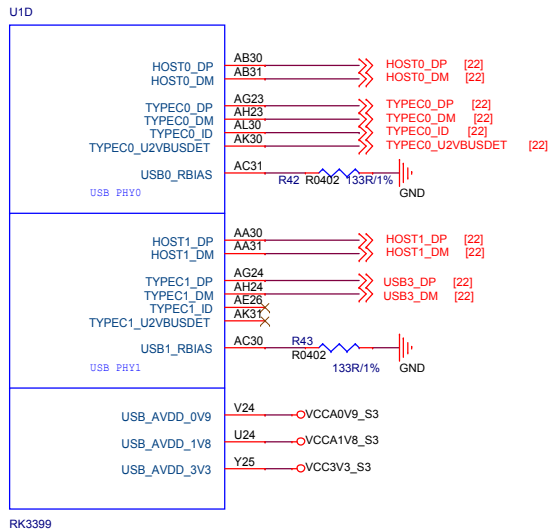 U1D
HOST0_DP AB30 HOST0_DP [22]
HOST0_DM AB31 HOST0_DM [22]
TYPEC0_DP AG23 TYPEC0_DP [22]
TYPEC0_DM AH23 TYPEC0_DM [22]
TYPEC0_ID AL30 TYPEC0_ID [22]
TYPEC0_U2VBUSDET AK30 TYPEC0_U2VBUSDET [22]
USB0_RBIAS AC31 R42 R0402 133R/1% GND
USB PHY0
HOST1_DP AA30 HOST1_DP [22]
HOST1_DM AA31 HOST1_DM [22]
TYPEC1_DP AG24 USB3_DP [22]
TYPEC1_DM AH24 USB3_DM [22]
TYPEC1_ID AE26
TYPEC1_U2VBUSDET AK31
USB1_RBIAS AC30 R43
R0402
USB PHY1 133R/1% GND
USB_AVDD_0V9 V24 VCCA0V9_S3
USB_AVDD_1V8 U24 VCCA1V8_S3
USB_AVDD_3V3 Y25 VCC3V3_S3
RK3399